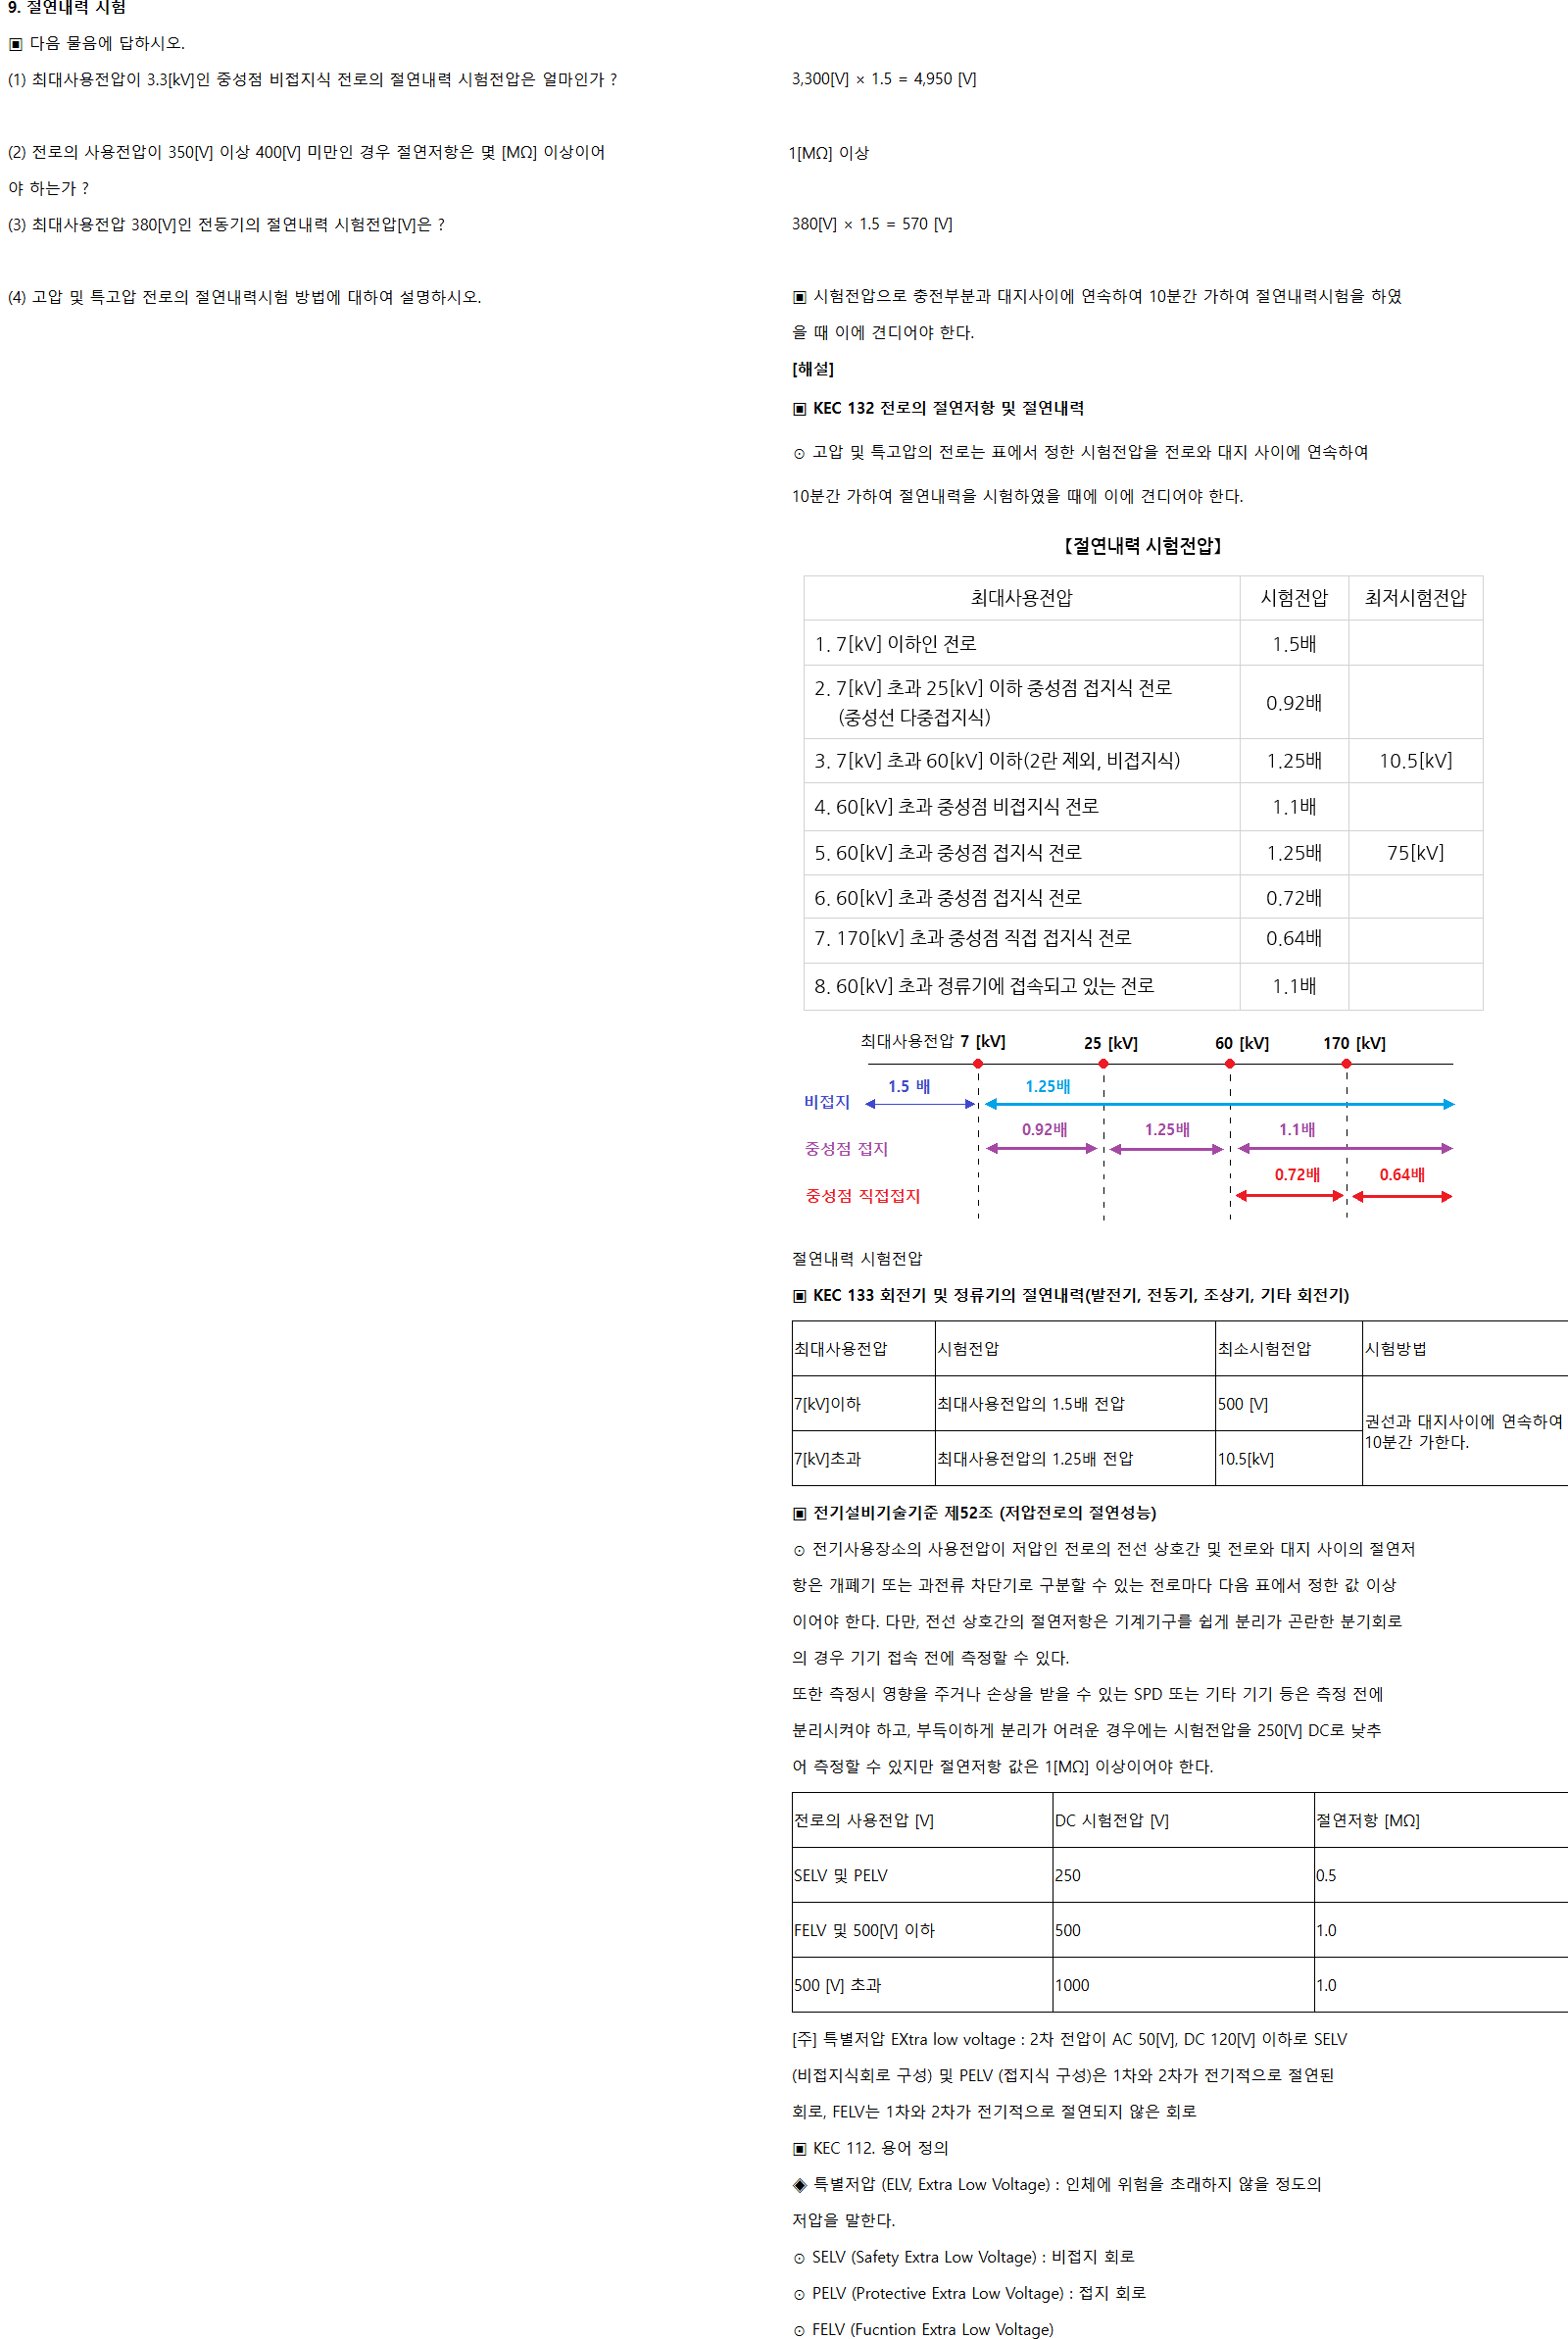 9. 절연내력 시험
▣ 다음 물음에 답하시오.
(1) 최대사용전압이 3.3[kV]인 중성점 비접지식 전로의 절연내력 시험전압은 얼마인가 ?
3,300[V] × 1.5 = 4,950 [V]
(2) 전로의 사용전압이 350[V] 이상 400[V] 미만인 경우 절연저항은 몇 [MΩ] 이상이어
야 하는가 ?
1[MΩ] 이상
(3) 최대사용전압 380[V]인 전동기의 절연내력 시험전압[V]은 ?
380[V] × 1.5 = 570 [V]
(4) 고압 및 특고압 전로의 절연내력시험 방법에 대하여 설명하시오.
▣ 시험전압으로 충전부분과 대지사이에 연속하여 10분간 가하여 절연내력시험을 하였
을 때 이에 견디어야 한다.
[해설]
▣ KEC 132 전로의 절연저항 및 절연내력
⊙ 고압 및 특고압의 전로는 표에서 정한 시험전압을 전로와 대지 사이에 연속하여
10분간 가하여 절연내력을 시험하였을 때에 이에 견디어야 한다.
【절연내력 시험전압】
최대사용전압 시험전압 최저시험전압
1. 7[kV] 이하인 전로 1.5배
2. 7[kV] 초과 25[kV] 이하 중성점 접지식 전로
(중성선 다중접지식) 0.92배
3. 7[kV] 초과 60[kV] 이하(2란 제외, 비접지식) 1.25배 10.5[kV]
4. 60[kV] 초과 중성점 비접지식 전로 1.1배
5. 60[kV] 초과 중성점 접지식 전로 1.25배 75[kV]
6. 60[kV] 초과 중성점 접지식 전로 0.72배
7. 170[kV] 초과 중성점 직접 접지식 전로 0.64배
8. 60[kV] 초과 정류기에 접속되고 있는 전로 1.1배
최대사용전압 7 [kV] 25 [kV] 60 [kV] 170 [kV]
1.5 배 1.25배
비접지
0.92배 1.25배 1.1배
중성점 접지
0.72배 0.64배
중성점 직접접지
절연내력 시험전압
▣ KEC 133 회전기 및 정류기의 절연내력(발전기, 전동기, 조상기, 기타 회전기)
최대사용전압 시험전압 최소시험전압 시험방법
7[kV]이하 최대사용전압의 1.5배 전압 500 [V]
권선과 대지사이에 연속하여
10분간 가한다.
7[kV]초과 최대사용전압의 1.25배 전압 10.5[kV]
▣ 전기설비기술기준 제52조 (저압전로의 절연성능)
⊙ 전기사용장소의 사용전압이 저압인 전로의 전선 상호간 및 전로와 대지 사이의 절연저
항은 개폐기 또는 과전류 차단기로 구분할 수 있는 전로마다 다음 표에서 정한 값 이상
이어야 한다. 다만, 전선 상호간의 절연저항은 기계기구를 쉽게 분리가 곤란한 분기회로
의 경우 기기 접속 전에 측정할 수 있다.
또한 측정시 영향을 주거나 손상을 받을 수 있는 SPD 또는 기타 기기 등은 측정 전에
분리시켜야 하고, 부득이하게 분리가 어려운 경우에는 시험전압을 250[V] DC로 낮추
어 측정할 수 있지만 절연저항 값은 1[MΩ] 이상이어야 한다.
전로의 사용전압 [V] DC 시험전압 [V] 절연저항 [MΩ]
SELV 및 PELV 250 0.5
FELV 및 500[V] 이하 500 1.0
500 [V] 초과 1000 1.0
[주] 특별저압 EXtra low voltage : 2차 전압이 AC 50[V], DC 120[V] 이하로 SELV
(비접지식회로 구성) 및 PELV (접지식 구성)은 1차와 2차가 전기적으로 절연된
회로, FELV는 1차와 2차가 전기적으로 절연되지 않은 회로
▣ KEC 112. 용어 정의
◈ 특별저압 (ELV, Extra Low Voltage) : 인체에 위험을 초래하지 않을 정도의
저압을 말한다.
⊙ SELV (Safety Extra Low Voltage) : 비접지 회로
⊙ PELV (Protective Extra Low Voltage) : 접지 회로
⊙ FELV (Fucntion Extra Low Voltage)